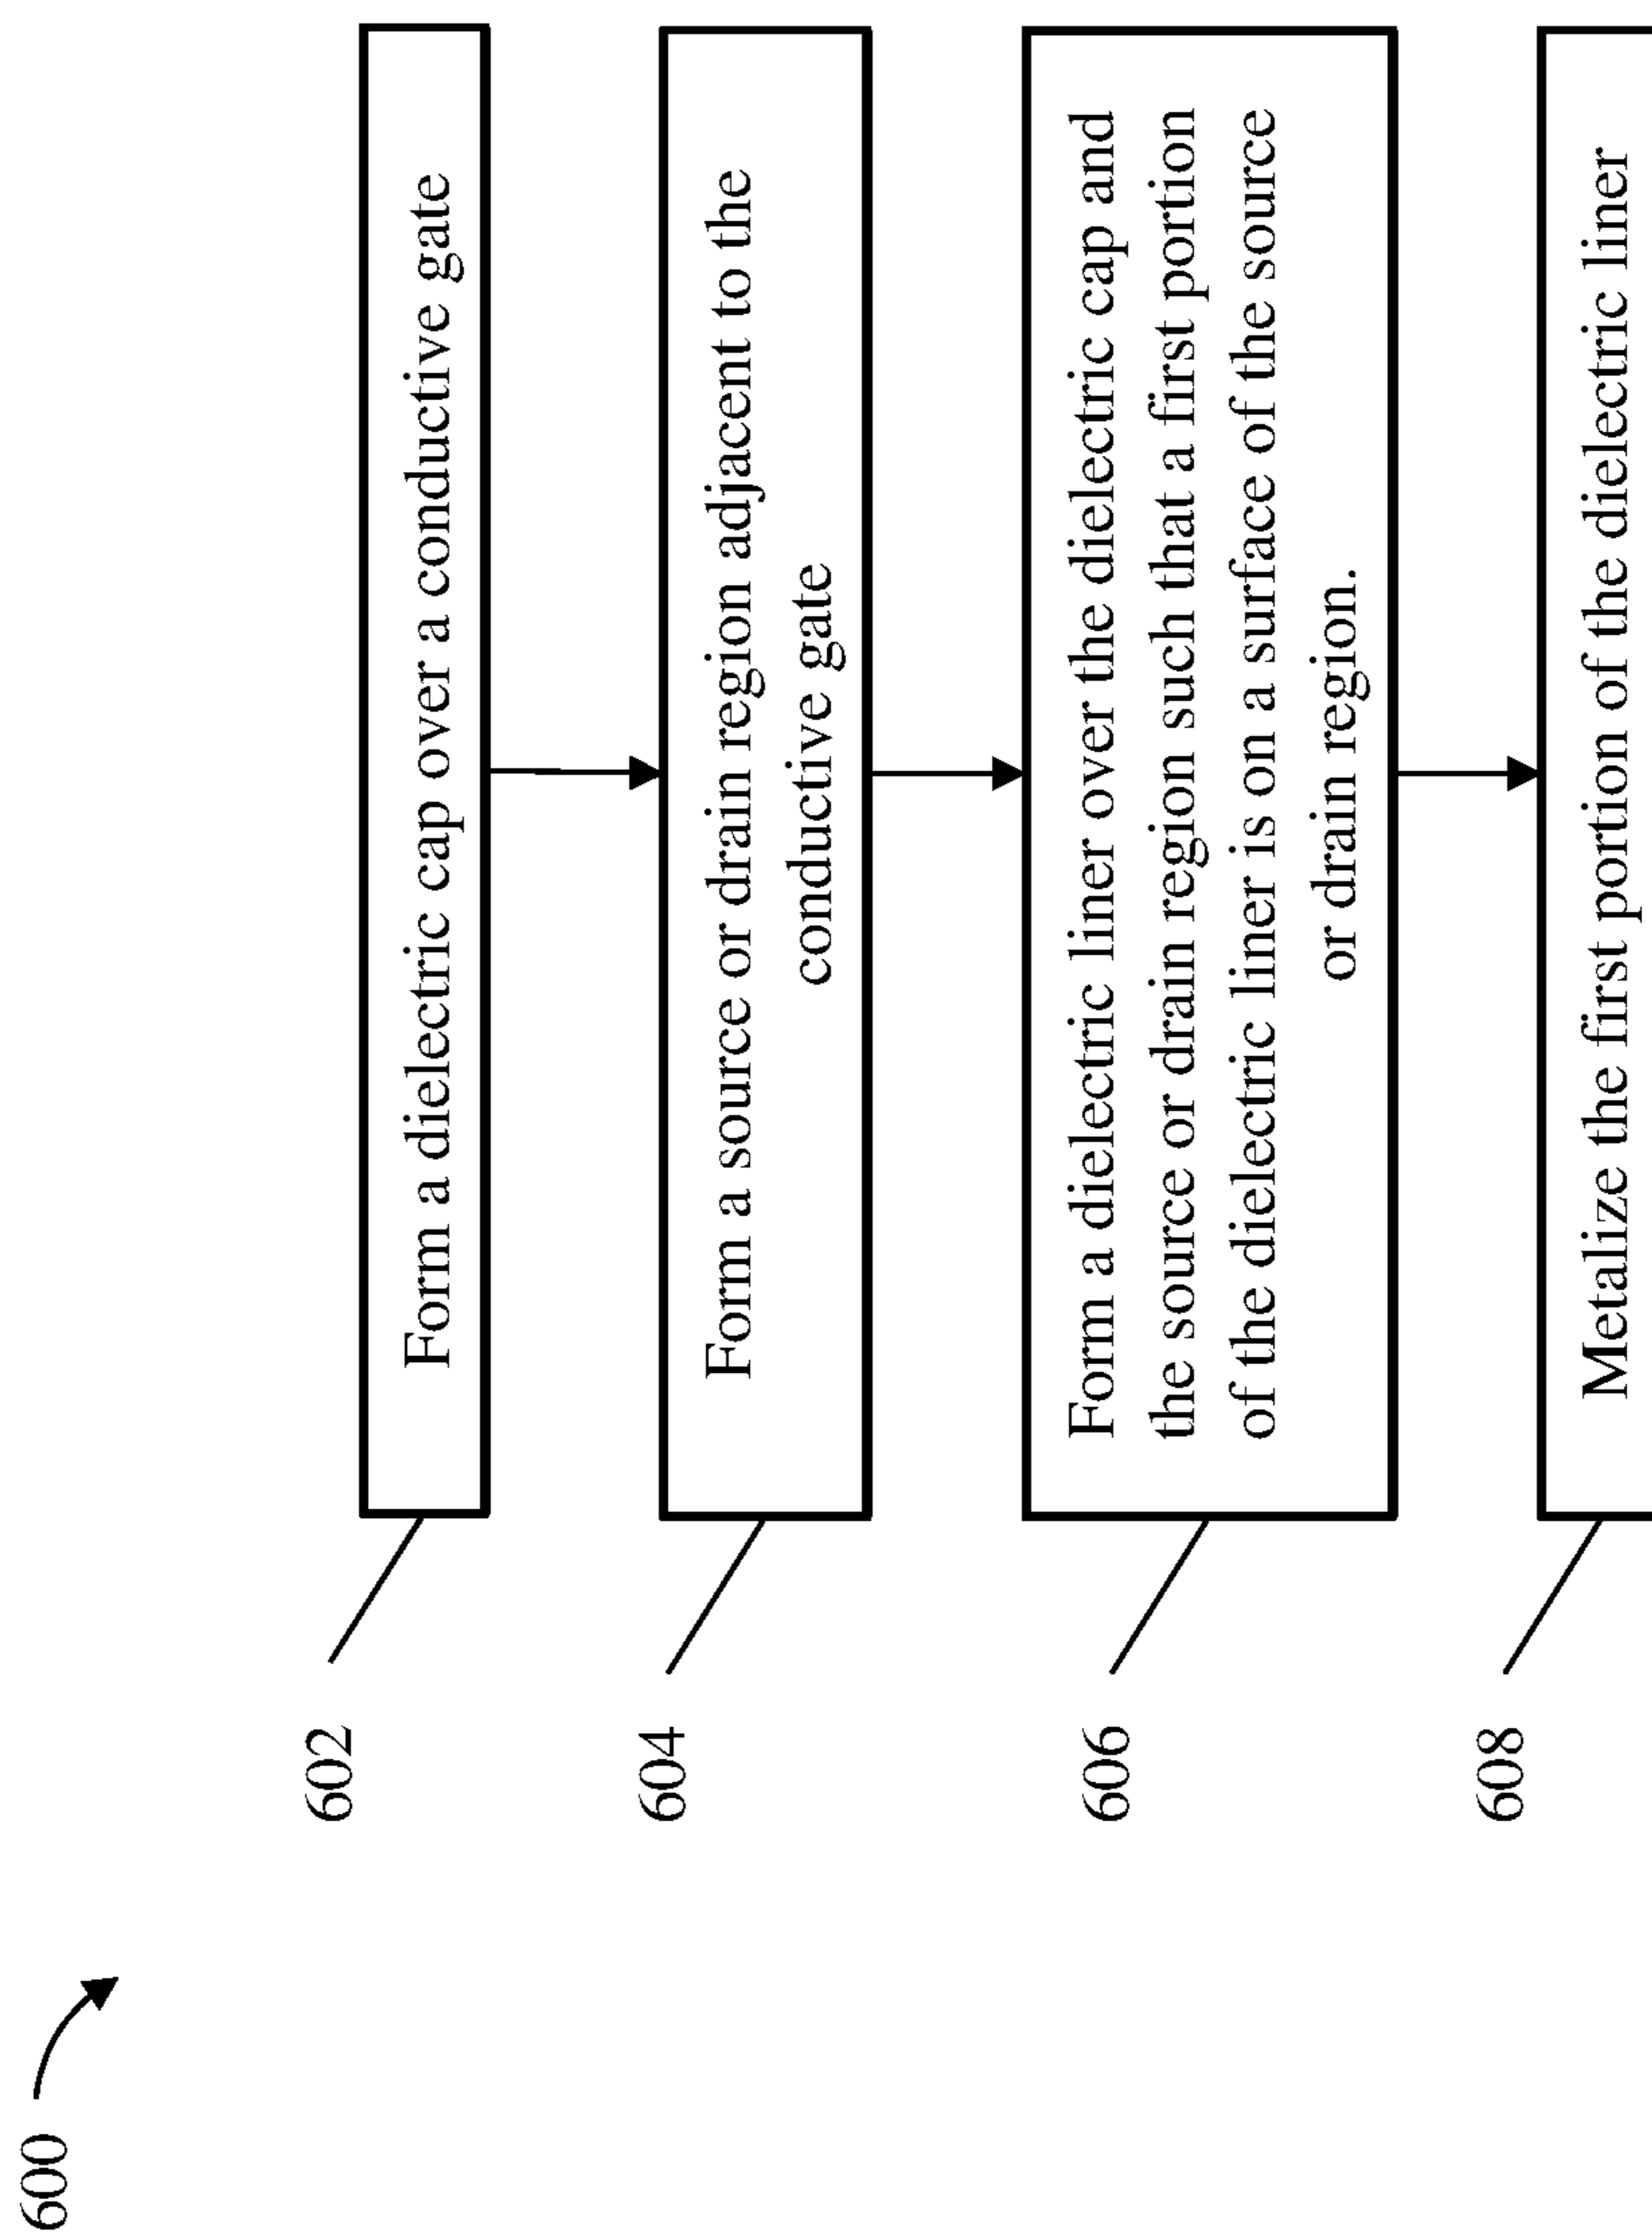 600
602
Form a dielectric cap over a conductive gate
604
Form a source or drain region adjacent to the
conductive gate
606
Form a dielectric liner over the dielectric cap and
the source or drain region such that a first portion
of the dielectric liner is on a surface of the source
or drain region.
608
Metalize the first portion of the dielectric liner